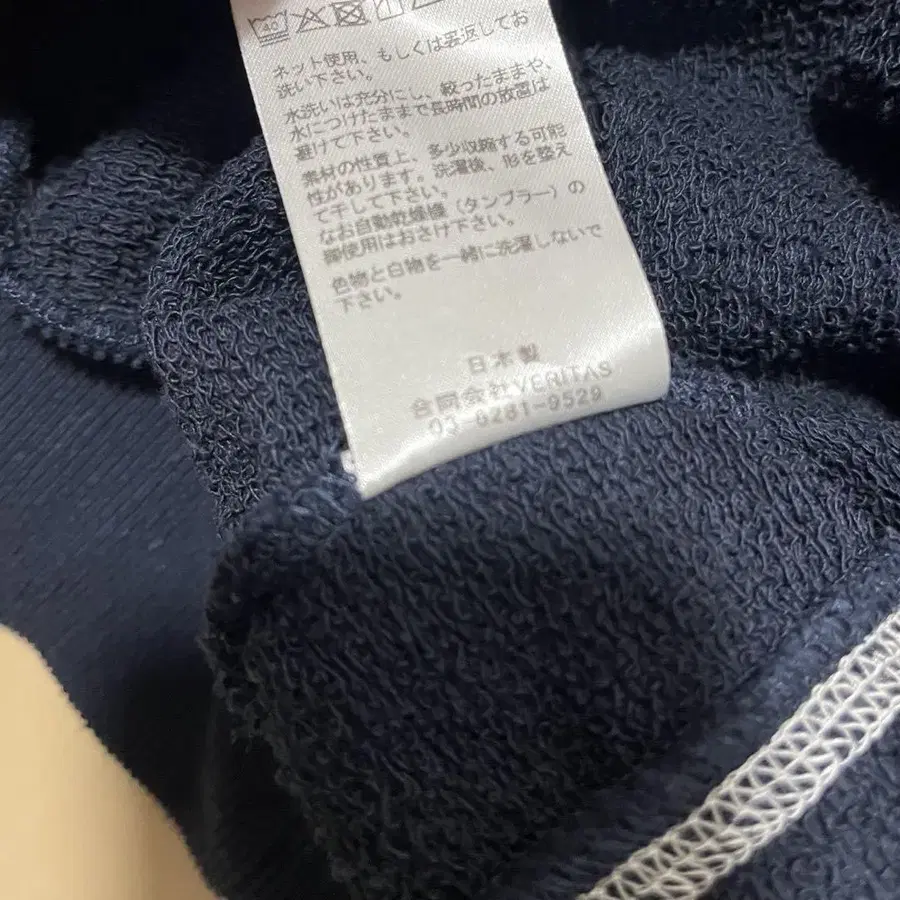 40
ネット使用、もしくは裏返してお
洗い下さい。
水洗いは充分にし、絞ったままや、
水につけたままで長時間の放置は
避けて下さい。
素材の性質上、多少収縮する可能
性があります。洗濯後、形を整え
て干して下さい。
なお自動乾燥機（タンブラー）の
御使用はおさけ下さい。
色物と白物を一緒に洗濯しないで
下さい。
日本製
合同会社VERITAS
03-6281-9529